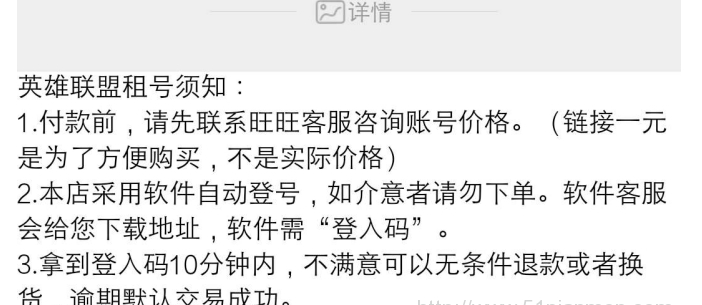 详情
英雄联盟租号须知：
1.付款前，请先联系旺旺客服咨询账号价格。（链接一元
是为了方便购买，不是实际价格）
2.本店采用软件自动登号，如介意者请勿下单。软件客服
会给您下载地址，软件需“登入码”。
3.拿到登入码10分钟内，不满意可以无条件退款或者换
货，逾期默认交易成功。